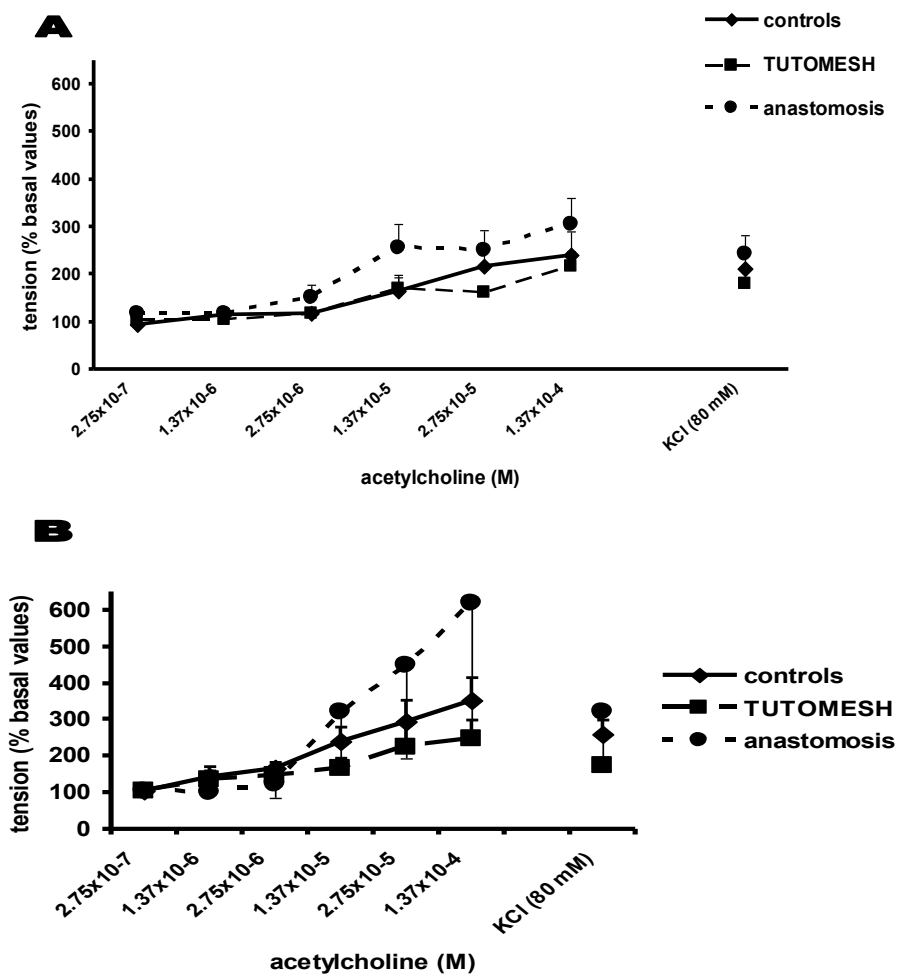 A
controls
TUTOMESH
anastomosis
tension (% basal values)
600
500
400
300
200
100
0
2.75x10-7
1.37x10-6
2.75x10-6
1.37x10-5
2.75x10-5
1.37x10-4
KCl (80 mM)
acetylcholine (M)
B
tension (% basal values)
600
500
400
300
200
100
0
controls
TUTOMESH
anastomosis
2.75x10-7
1.37x10-6
2.75x10-6
1.37x10-5
2.75x10-5
1.37x10-4
KCl (80 mM)
acetylcholine (M)